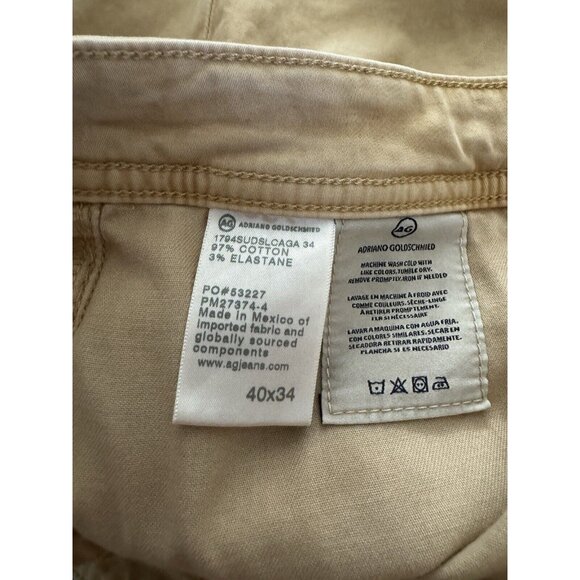 AG ADRIANO GOLDSCHMIED
1794SUDSLCAGA 34
97% COTTON
3% ELASTANE
PO#53227
PM27374-4
Made in Mexico of
imported fabric and
globally sourced
components
www.agjeans.com
40x34
AG
ADRIANO GOLDSCHMIED
MACHINE WASH COLD WITH
LIKE COLORS. TUMBLE DRY.
REMOVE PROMPTLY. IRON IF NEEDED
LAVAGE EN MACHINE À FROID AVEC
COMME COULEURS. SÈCHE-LINGE
À RETIRER PROMPTEMENT.
FER SI NÉCESSAIRE
LAVAR A MAQUINA CON AGUA FRIA.
CON COLORES SIMILARES. SECAR EN
SECADORA RETIRAR RAPIDAMENTE.
PLANCHA SI ES NECESARIO